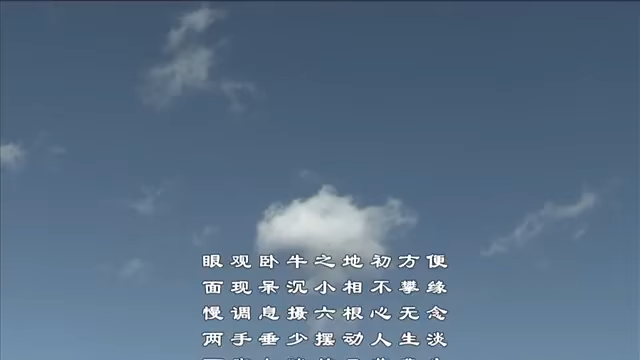 眼观卧牛之地初方便
面现呆沉小相不攀缘
慢调息摄六根心无念
两手垂少摆动人生淡